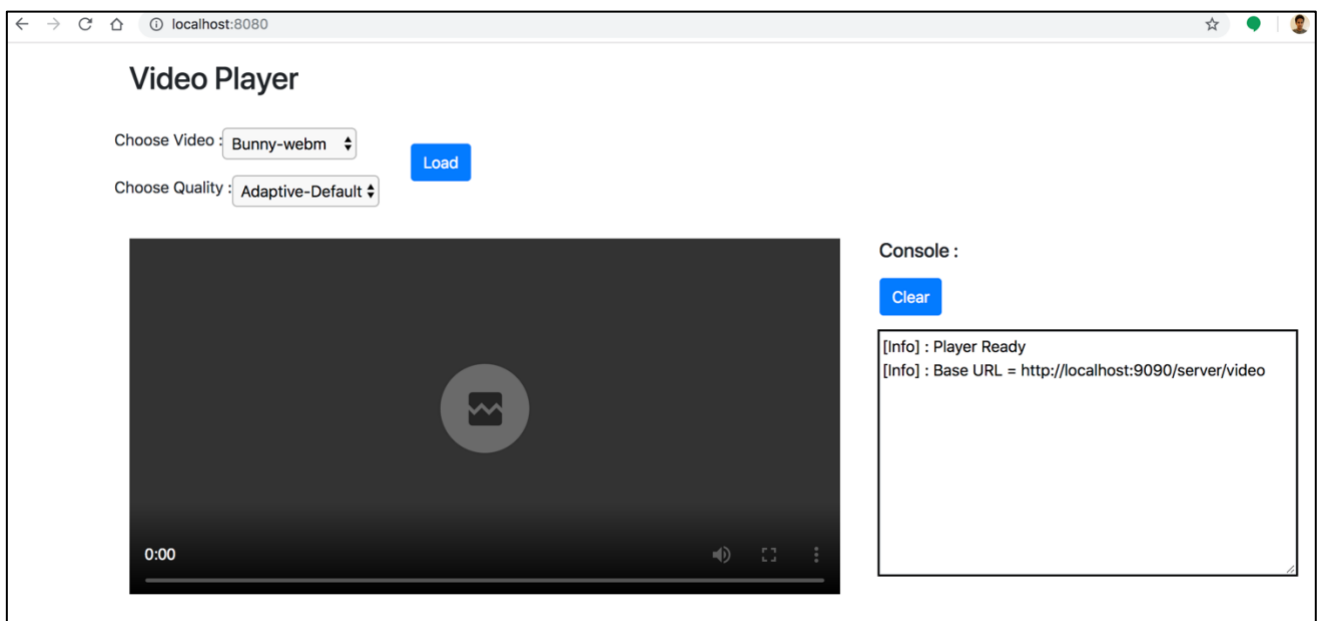 localhost:8080
Video Player
Choose Video : Bunny-webm
Load
Choose Quality : Adaptive-Default
Console :
Clear
[Info] : Player Ready
[Info] : Base URL = http://localhost:9090/server/video
0:00